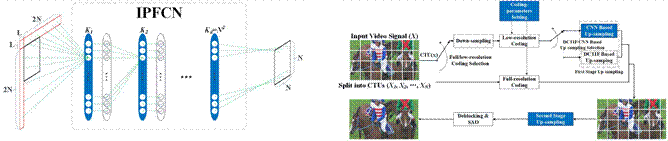 IPFCN
2N
L
L
K1
K2
2N
N
N
Coding
parameters
Setting
Input Video Signal (X)
CTU(x)
Down-sampling
Low-resolution
Coding
CNN Based
Up-sampling
DCTIF/CNN Based
Up-sampling Selection
DCTIF Based
Up-sampling
First Stage Up-sampling
Full/low-resolution
Coding Selection
Full-resolution
Coding
Split into CTUs (X1, X2, ⋯, XN)
Deblocking &
SAO
Second Stage
Up-sampling